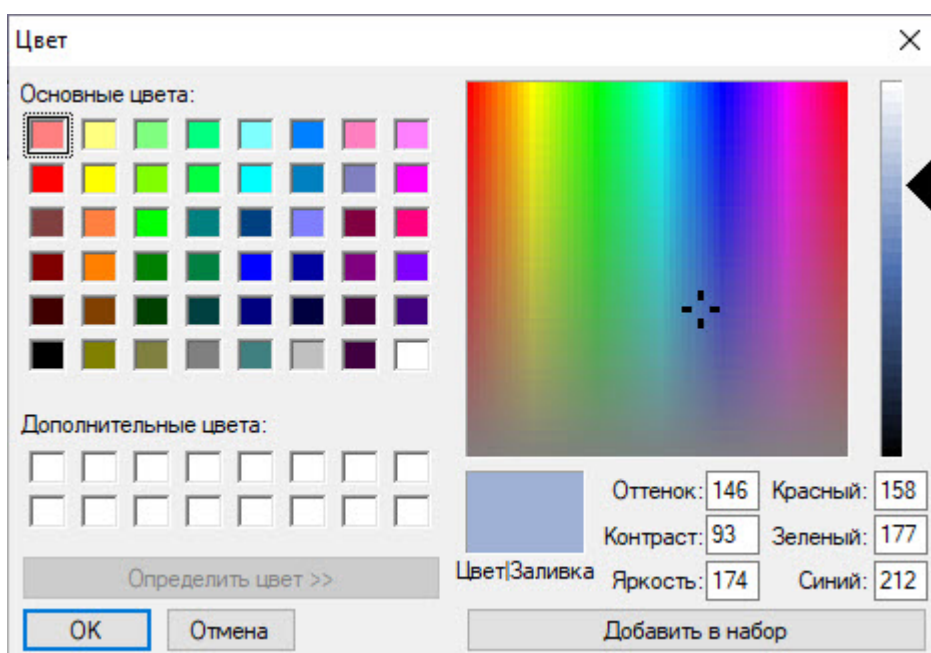 Цвет
Основные цвета:
Дополнительные цвета:
Определить цвет >>
OK
Отмена
Цвет|Заливка
Оттенок: 146
Контраст: 93
Яркость: 174
Красный: 158
Зеленый: 177
Синий: 212
Добавить в набор